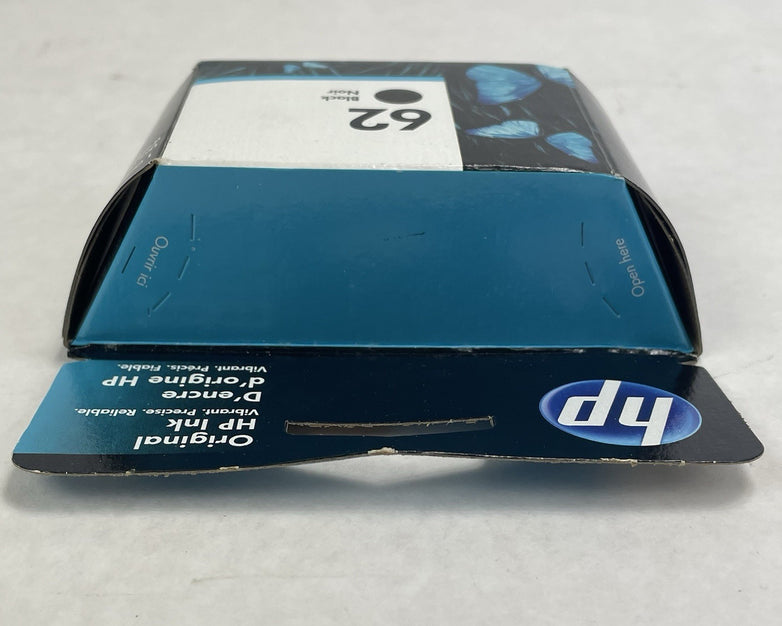 Original
HP Ink
Vibrant. Precise. Reliable.
D'encre
d'origine HP
Vibrant. Précis. Fiable.
hp
Ouvrir ici
Open here
62
Black
Noir